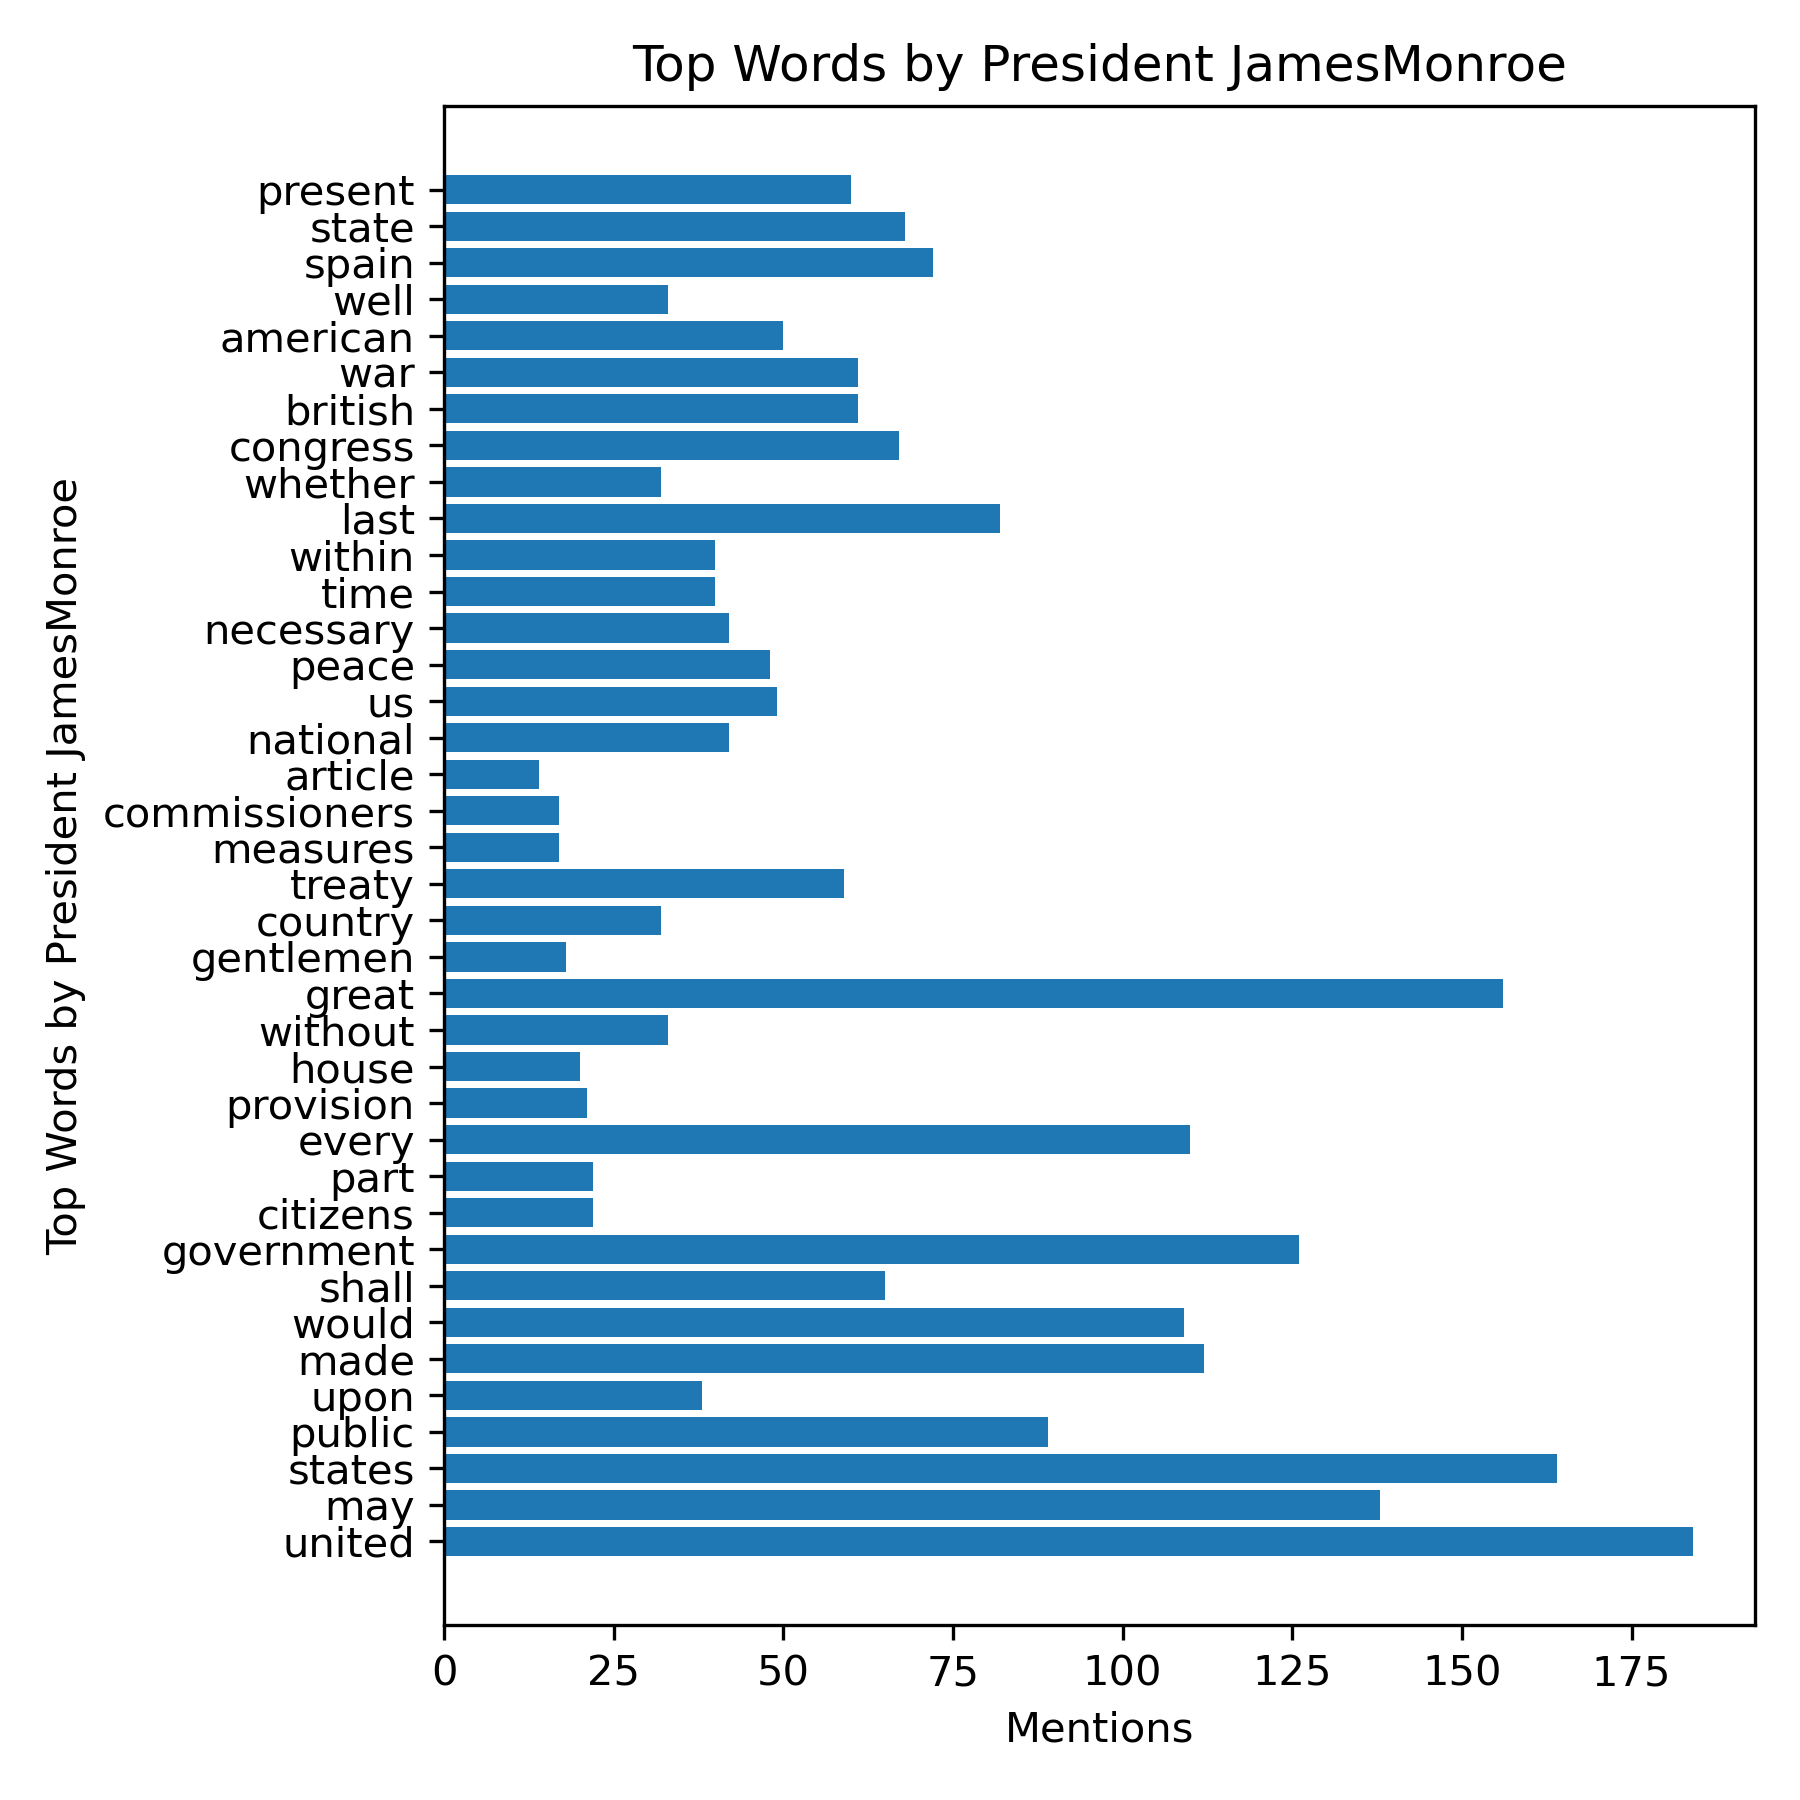 Top Words by President JamesMonroe
present
state
spain
well
american
war
british
congress
whether
last
within
time
necessary
peace
us
national
article
commissioners
measures
treaty
country
gentlemen
great
without
house
provision
every
part
citizens
government
shall
would
made
upon
public
states
may
united
Top Words by President JamesMonroe
0 25 50 75 100 125 150 175
Mentions